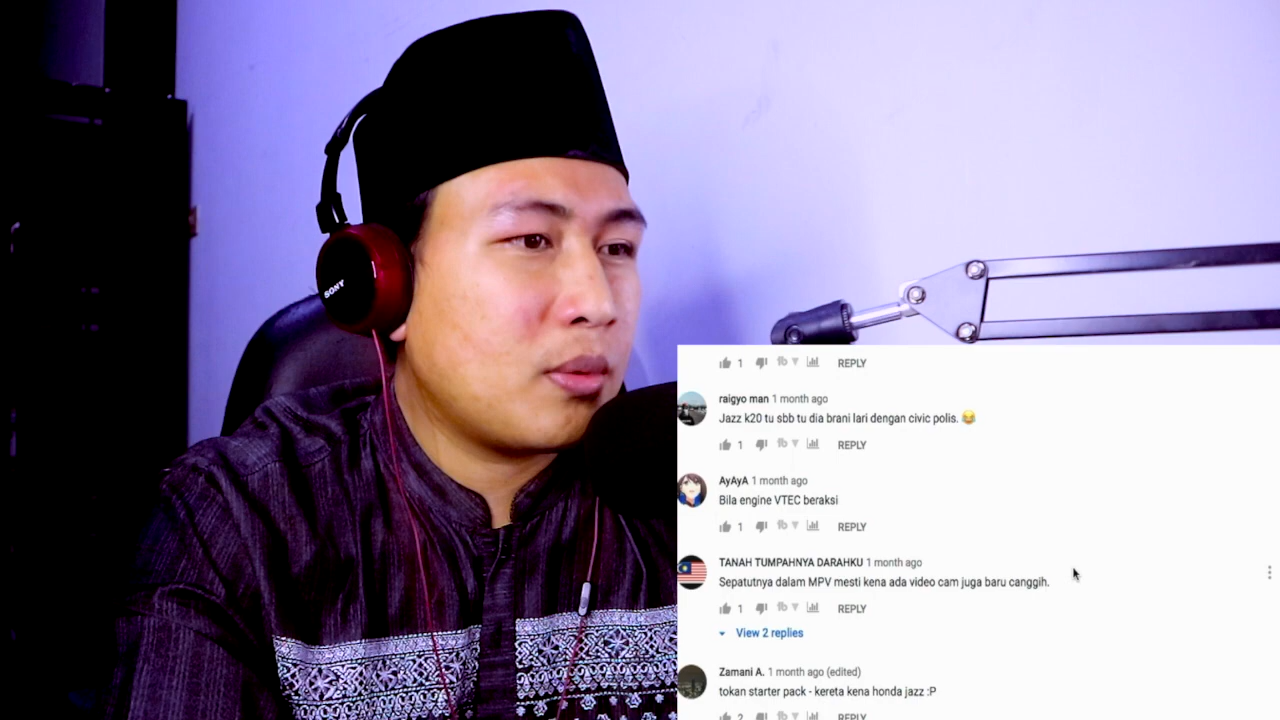 SONY
1 REPLY
raigyo man 1 month ago
Jazz k20 tu sbb tu dia brani lari dengan civic polis. 😂
1 REPLY
AyAyA 1 month ago
Bila engine VTEC beraksi
1 REPLY
TANAH TUMPAHNYA DARAHKU 1 month ago
Sepatutnya dalam MPV mesti kena ada video cam juga baru canggih.
1 REPLY
View 2 replies
Zamani A. 1 month ago (edited)
tokan starter pack - kereta kena honda jazz :P
2 REPLY